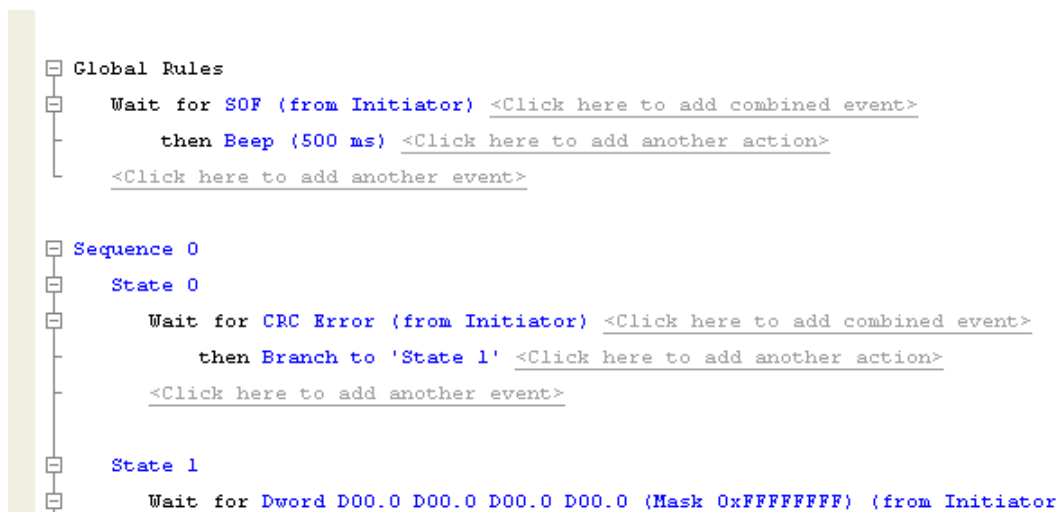 Global Rules
Wait for SOF (from Initiator) <Click here to add combined event>
then Beep (500 ms) <Click here to add another action>
<Click here to add another event>
Sequence 0
State 0
Wait for CRC Error (from Initiator) <Click here to add combined event>
then Branch to 'State 1' <Click here to add another action>
<Click here to add another event>
State 1
Wait for Dword D00.0 D00.0 D00.0 D00.0 (Mask 0xFFFFFFFF) (from Initiator